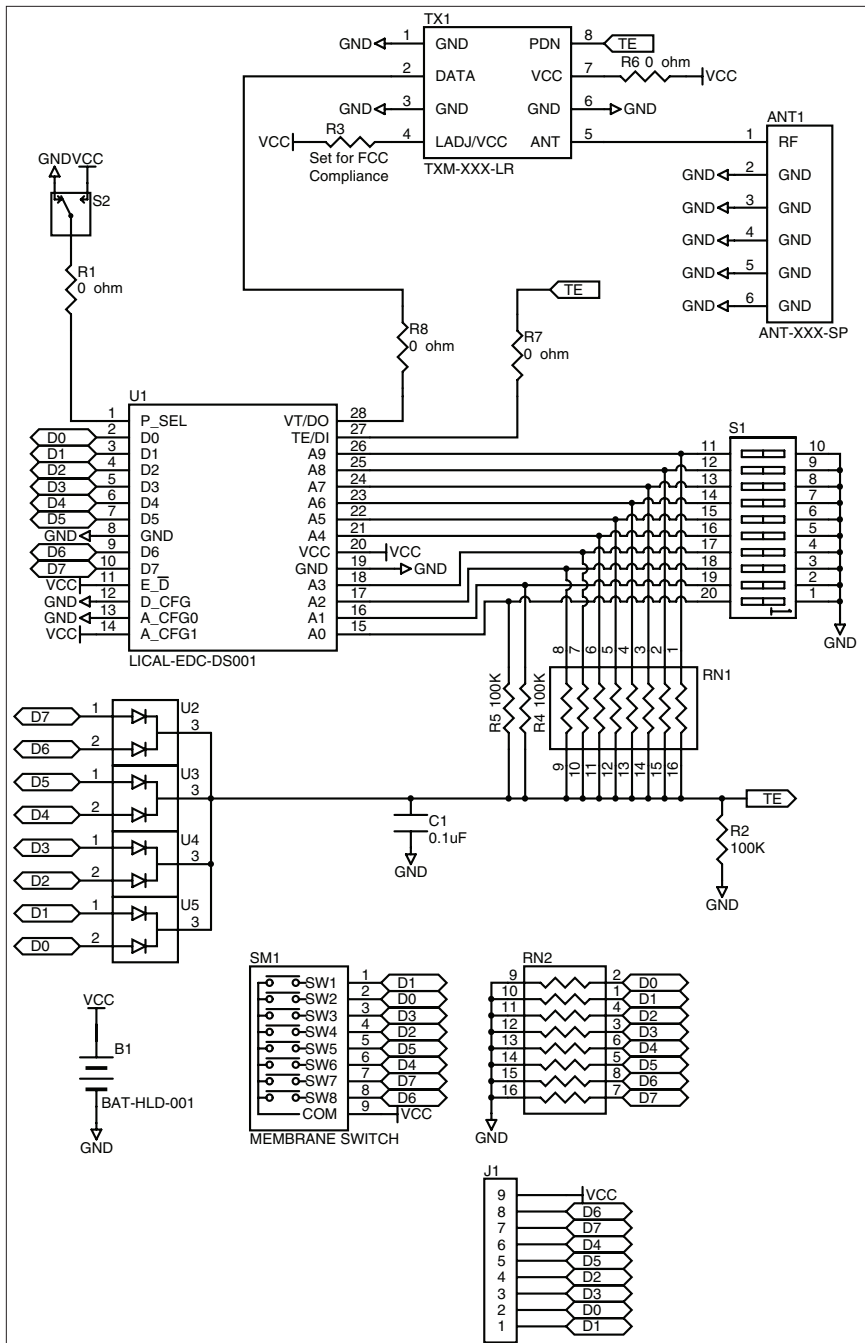 TX1
GND 1 GND PDN 8 TE
2 DATA VCC 7 R6 0 ohm VCC
GND 3 GND GND 6 GND
VCC R3 4 LADJ/VCC ANT 5
Set for FCC
Compliance
TXM-XXX-LR
ANT1
1 RF
GND 2 GND
GND 3 GND
GND 4 GND
GND 5 GND
GND 6 GND
ANT-XXX-SP
GND VCC
S2
R1
0 ohm
R8
0 ohm
TE
R7
0 ohm
U1
1 P_SEL VT/DO 28
D0 2 D0 TE/DI 27
D1 3 D1 A9 26
D2 4 D2 A8 25
D3 5 D3 A7 24
D4 6 D4 A6 23
D5 7 D5 A5 22
GND 8 GND A4 21
D6 9 D6 VCC 20 VCC
D7 10 D7 GND 19 GND
VCC 11 E_D A3 18
GND 12 D_CFG A2 17
GND 13 A_CFG0 A1 16
VCC 14 A_CFG1 A0 15
LICAL-EDC-DS001
S1
11 10
12 9
13 8
14 7
15 6
16 5
17 4
18 3
19 2
20 1
GND
R5 100K
R4 100K
8 7 6 5 4 3 2 1
RN1
9 10 11 12 13 14 15 16
D7 1 U2
3
D6 2
D5 1 U3
3
D4 2
D3 1 U4
3
D2 2
D1 1 U5
3
D0 2
C1
0.1uF
GND
TE
R2
100K
GND
VCC
B1
BAT-HLD-001
GND
SM1
SW1 1 D1
SW2 2 D0
SW3 3 D3
SW4 4 D2
SW5 5 D5
SW6 6 D4
SW7 7 D7
SW8 8 D6
COM 9 VCC
MEMBRANE SWITCH
RN2
9 2 D0
10 1 D1
11 4 D2
12 3 D3
13 6 D4
14 5 D5
15 8 D6
16 7 D7
GND
J1
9 VCC
8 D6
7 D7
6 D4
5 D5
4 D2
3 D3
2 D0
1 D1